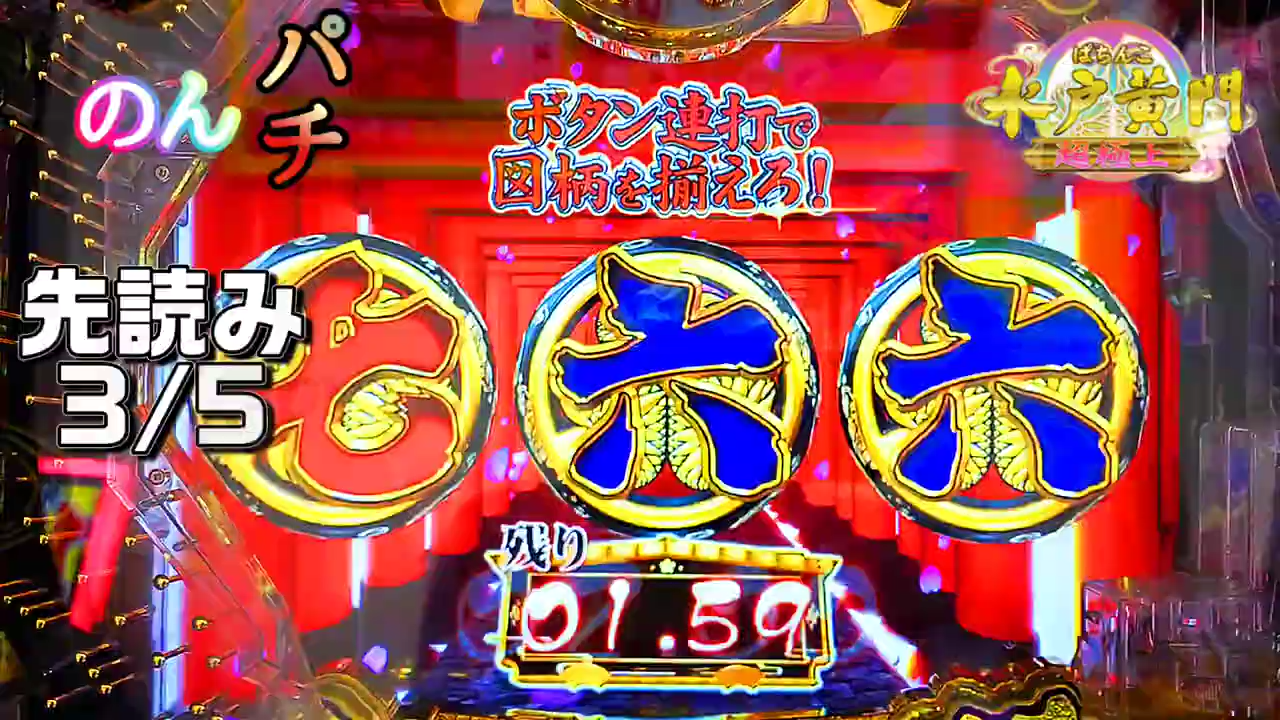 パチ
のん
ぱちんこ
水戸黄門
超極上
ボタン連打で
図柄を揃えろ!
先読み
3/5
七 六 六
残り
01.59